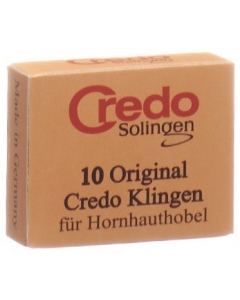 Credo
Solingen
10 Original
Credo Klingen
für Hornhauthobel
Made in Germany